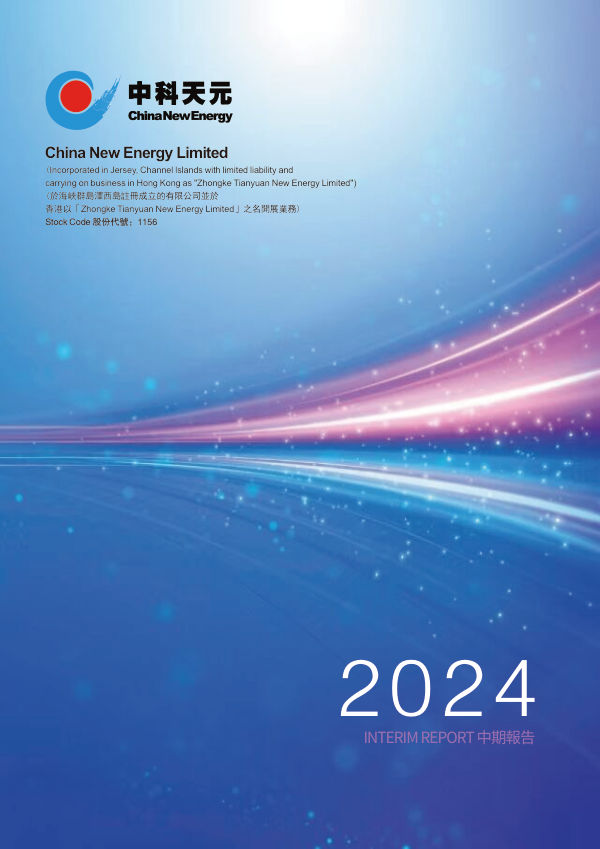 中科天元
ChinaNewEnergy
China New Energy Limited
(Incorporated in Jersey, Channel Islands with limited liability and
carrying on business in Hong Kong as "Zhongke Tianyuan New Energy Limited")
(於海峽群島澤西島註冊成立的有限公司並於
香港以「Zhongke Tianyuan New Energy Limited」之名開展業務)
Stock Code 股份代號：1156
2024
INTERIM REPORT 中期報告